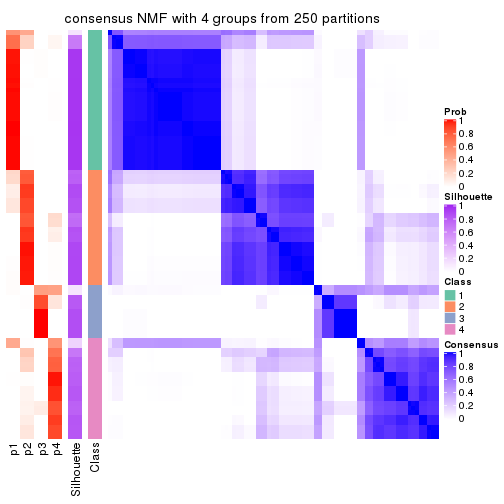 consensus NMF with 4 groups from 250 partitions
Prob
1
0.8
0.6
0.4
0.2
0
Silhouette
1
0.8
0.6
0.4
0.2
0
Class
1
2
3
4
Consensus
1
0.8
0.6
0.4
0.2
0
p1
p2
p3
p4
Silhouette
Class